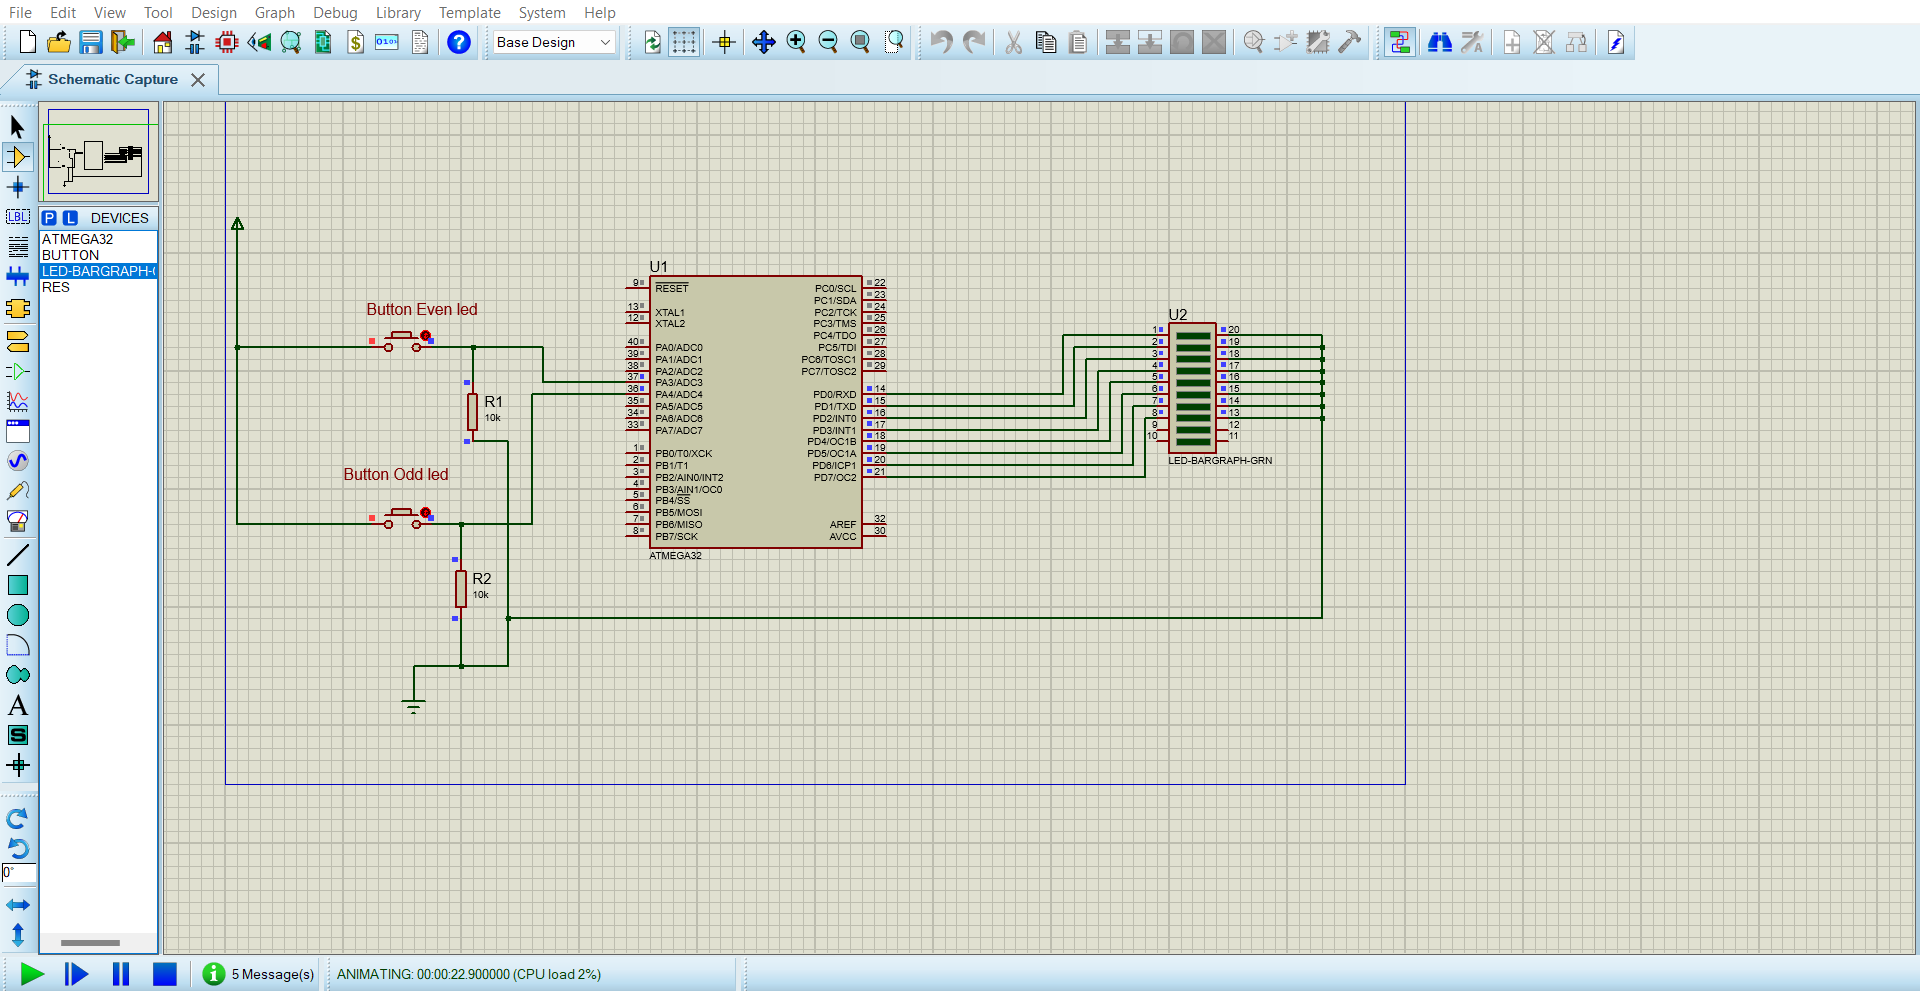 File Edit View Tool Design Graph Debug Library Template System Help
Base Design
Schematic Capture
P L DEVICES
ATMEGA32
BUTTON
LED-BARGRAPH-
RES
LBL
A
S
0°
Button Even led
Button Odd led
R1
10k
R2
10k
U1
9 RESET
13 XTAL1
12 XTAL2
40 PA0/ADC0
39 PA1/ADC1
38 PA2/ADC2
37 PA3/ADC3
36 PA4/ADC4
35 PA5/ADC5
34 PA6/ADC6
33 PA7/ADC7
1 PB0/T0/XCK
2 PB1/T1
3 PB2/AIN0/INT2
4 PB3/AIN1/OC0
5 PB4/SS
6 PB5/MOSI
7 PB6/MISO
8 PB7/SCK
PC0/SCL 22
PC1/SDA 23
PC2/TCK 24
PC3/TMS 25
PC4/TDO 26
PC5/TDI 27
PC6/TOSC1 28
PC7/TOSC2 29
PD0/RXD 14
PD1/TXD 15
PD2/INT0 16
PD3/INT1 17
PD4/OC1B 18
PD5/OC1A 19
PD6/ICP1 20
PD7/OC2 21
AREF 32
AVCC 30
ATMEGA32
U2
1 20
2 19
3 18
4 17
5 16
6 15
7 14
8 13
9 12
10 11
LED-BARGRAPH-GRN
5 Message(s)
ANIMATING: 00:00:22.900000 (CPU load 2%)